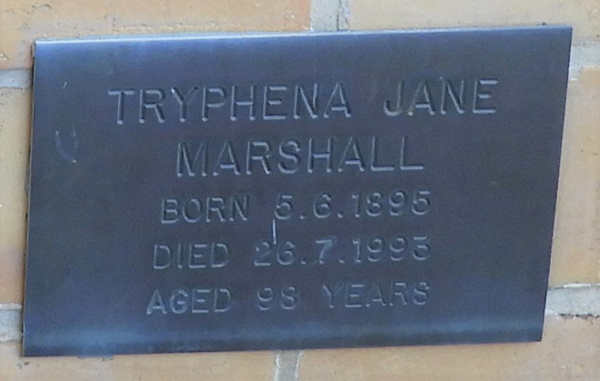 TRYPHENA JANE
MARSHALL
BORN 5.6.1895
DIED 26.7.1993
AGED 98 YEARS